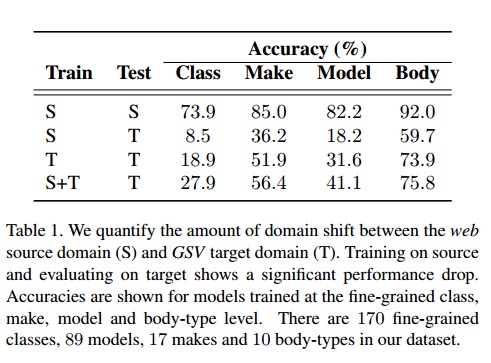 Accuracy (%)
Train Test Class Make Model Body
S S 73.9 85.0 82.2 92.0
S T 8.5 36.2 18.2 59.7
T T 18.9 51.9 31.6 73.9
S+T T 27.9 56.4 41.1 75.8
Table 1. We quantify the amount of domain shift between the web
source domain (S) and GSV target domain (T). Training on source
and evaluating on target shows a significant performance drop.
Accuracies are shown for models trained at the fine-grained class,
make, model and body-type level. There are 170 fine-grained
classes, 89 models, 17 makes and 10 body-types in our dataset.